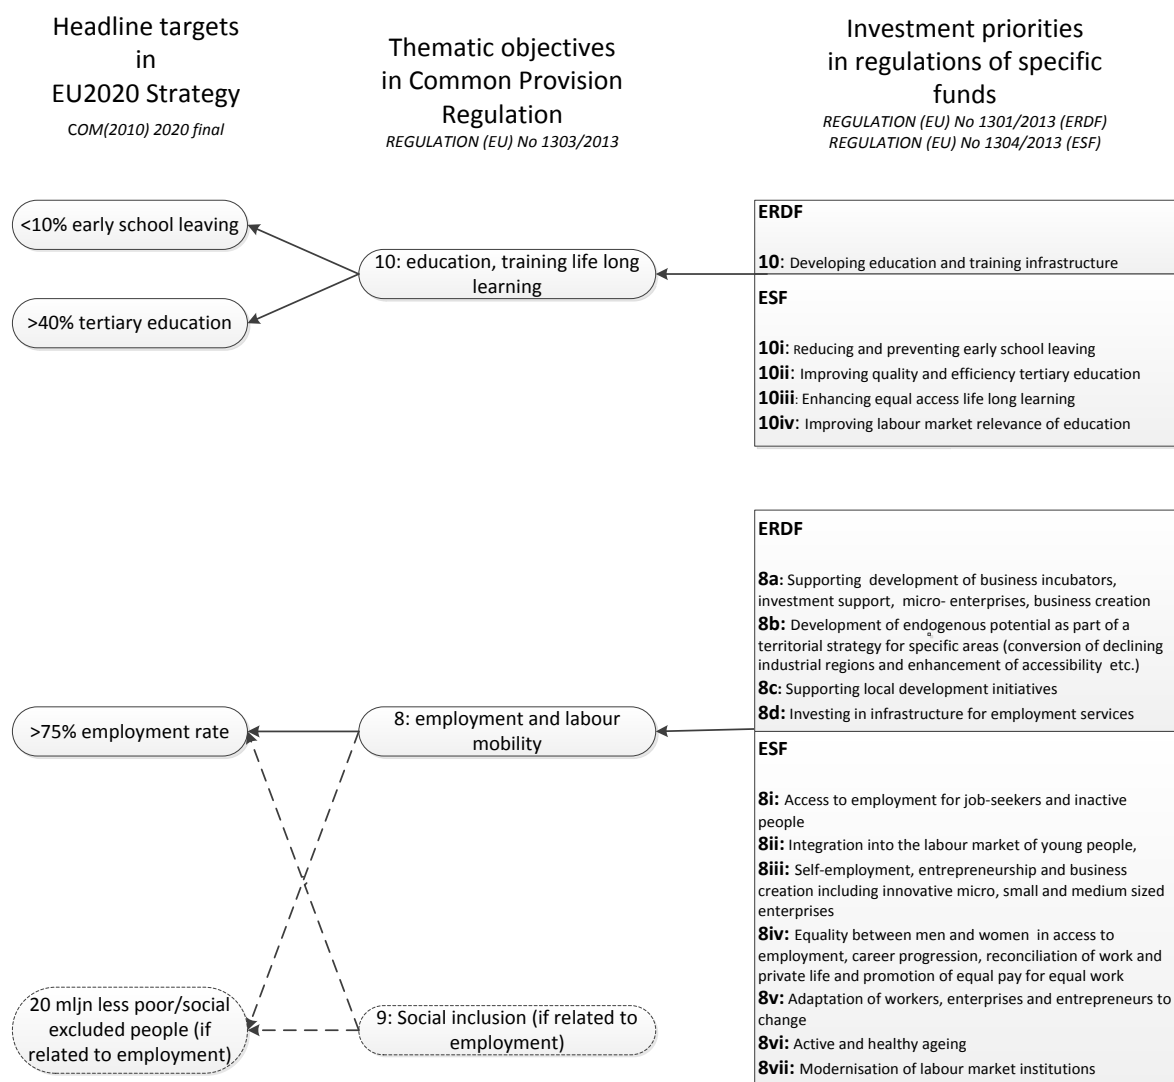 Headline targets
in
EU2020 Strategy
COM(2010) 2020 final
Thematic objectives
in Common Provision
Regulation
REGULATION (EU) No 1303/2013
Investment priorities
in regulations of specific
funds
REGULATION (EU) No 1301/2013 (ERDF)
REGULATION (EU) No 1304/2013 (ESF)
<10% early school leaving
>40% tertiary education
10: education, training life long
learning
ERDF
10: Developing education and training infrastructure
ESF
10i: Reducing and preventing early school leaving
10ii: Improving quality and efficiency tertiary education
10iii: Enhancing equal access life long learning
10iv: Improving labour market relevance of education
>75% employment rate
8: employment and labour
mobility
ERDF
8a: Supporting development of business incubators,
investment support, micro- enterprises, business creation
8b: Development of endogenous potential as part of a
territorial strategy for specific areas (conversion of declining
industrial regions and enhancement of accessibility etc.)
8c: Supporting local development initiatives
8d: Investing in infrastructure for employment services
ESF
8i: Access to employment for job-seekers and inactive
people
8ii: Integration into the labour market of young people,
8iii: Self-employment, entrepreneurship and business
creation including innovative micro, small and medium sized
enterprises
8iv: Equality between men and women in access to
employment, career progression, reconciliation of work and
private life and promotion of equal pay for equal work
8v: Adaptation of workers, enterprises and entrepreneurs to
change
8vi: Active and healthy ageing
8vii: Modernisation of labour market institutions
20 mljn less poor/social
excluded people (if
related to employment)
9: Social inclusion (if related to
employment)